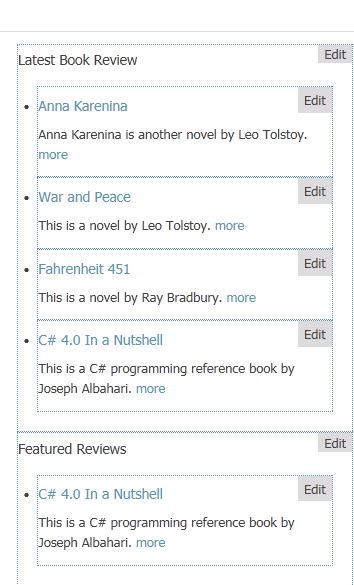 Latest Book Review Edit
Anna Karenina Edit
Anna Karenina is another novel by Leo Tolstoy.
more
War and Peace Edit
This is a novel by Leo Tolstoy. more
Fahrenheit 451 Edit
This is a novel by Ray Bradbury. more
C# 4.0 In a Nutshell Edit
This is a C# programming reference book by
Joseph Albahari. more
Featured Reviews Edit
C# 4.0 In a Nutshell Edit
This is a C# programming reference book by
Joseph Albahari. more